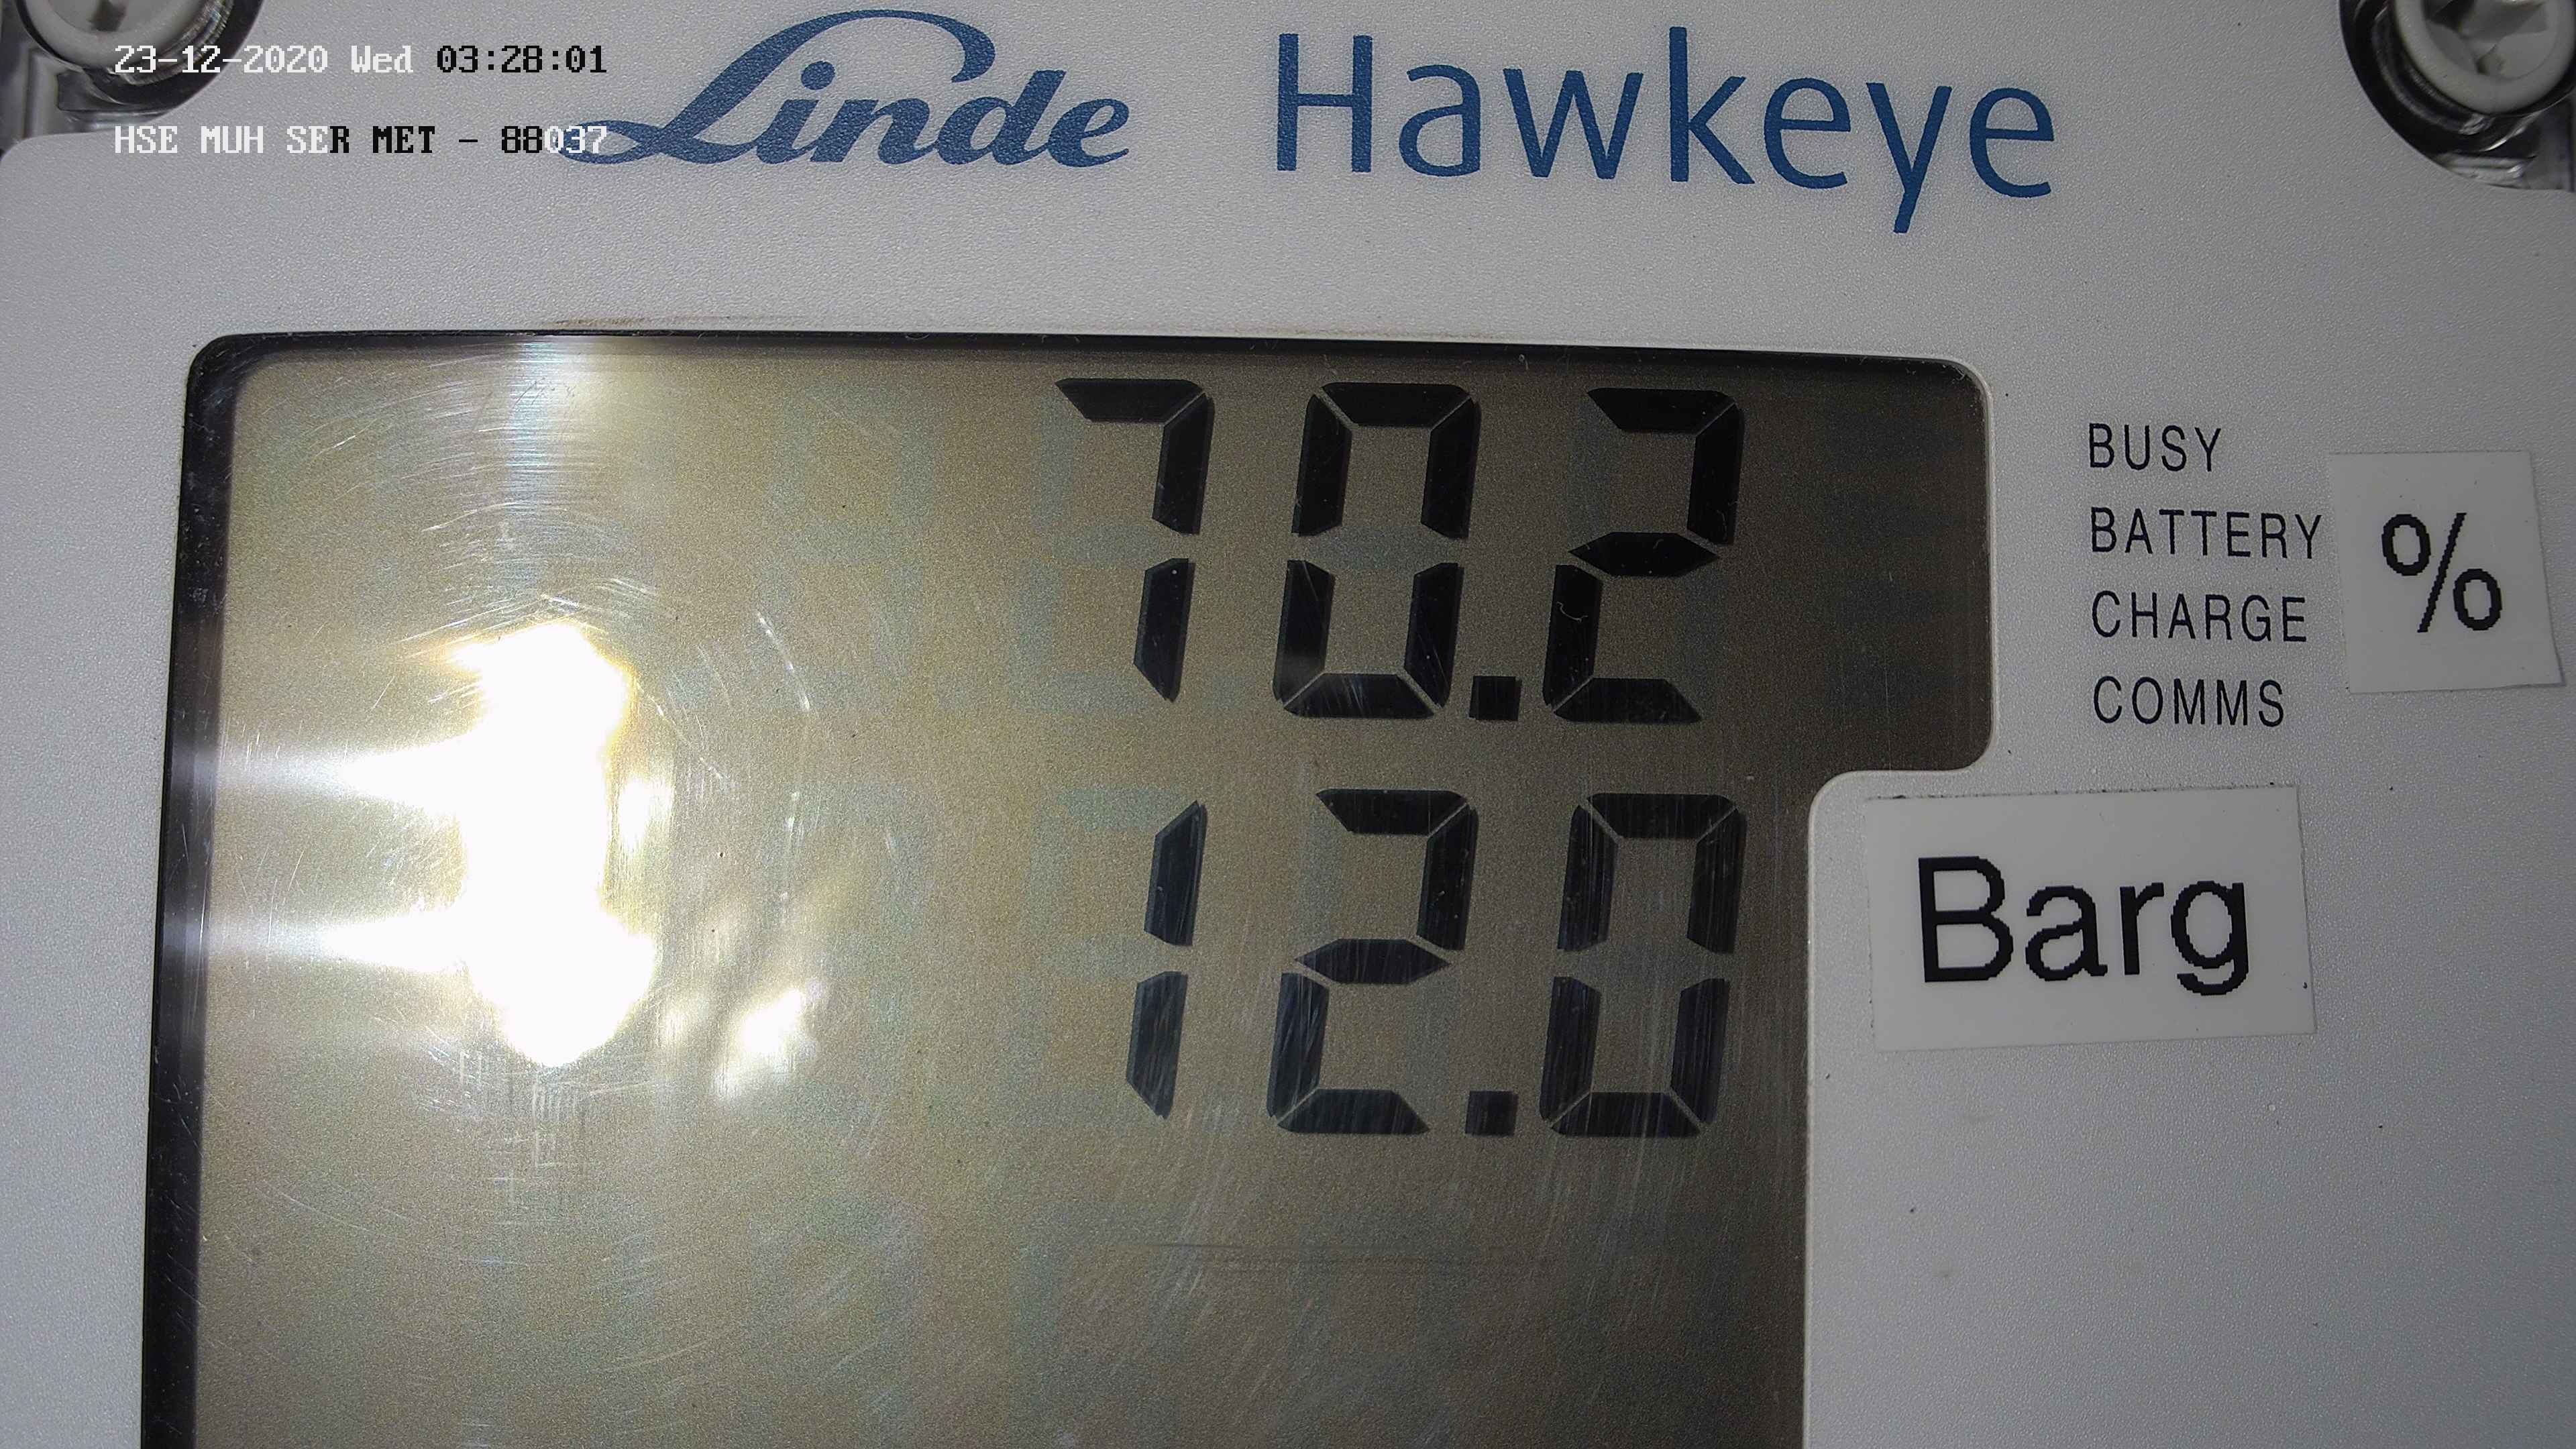 23-12-2020 Wed 03:28:01
HSE MUH SER MET - 88037
Linde Hawkeye
70.2
BUSY
BATTERY
CHARGE
COMMS
%
12.0
Barg